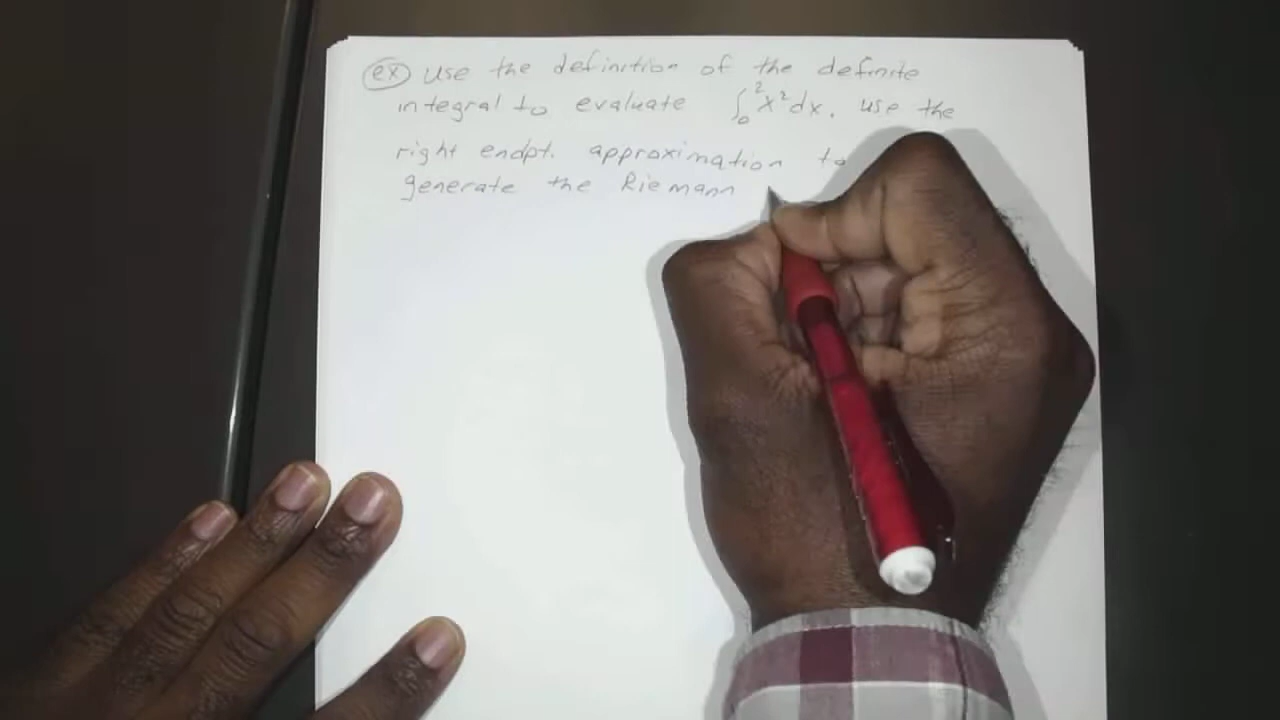 ex Use the definition of the definite
integral to evaluate ∫₀² x² dx. Use the
right endpt. approximation to
generate the Riemann